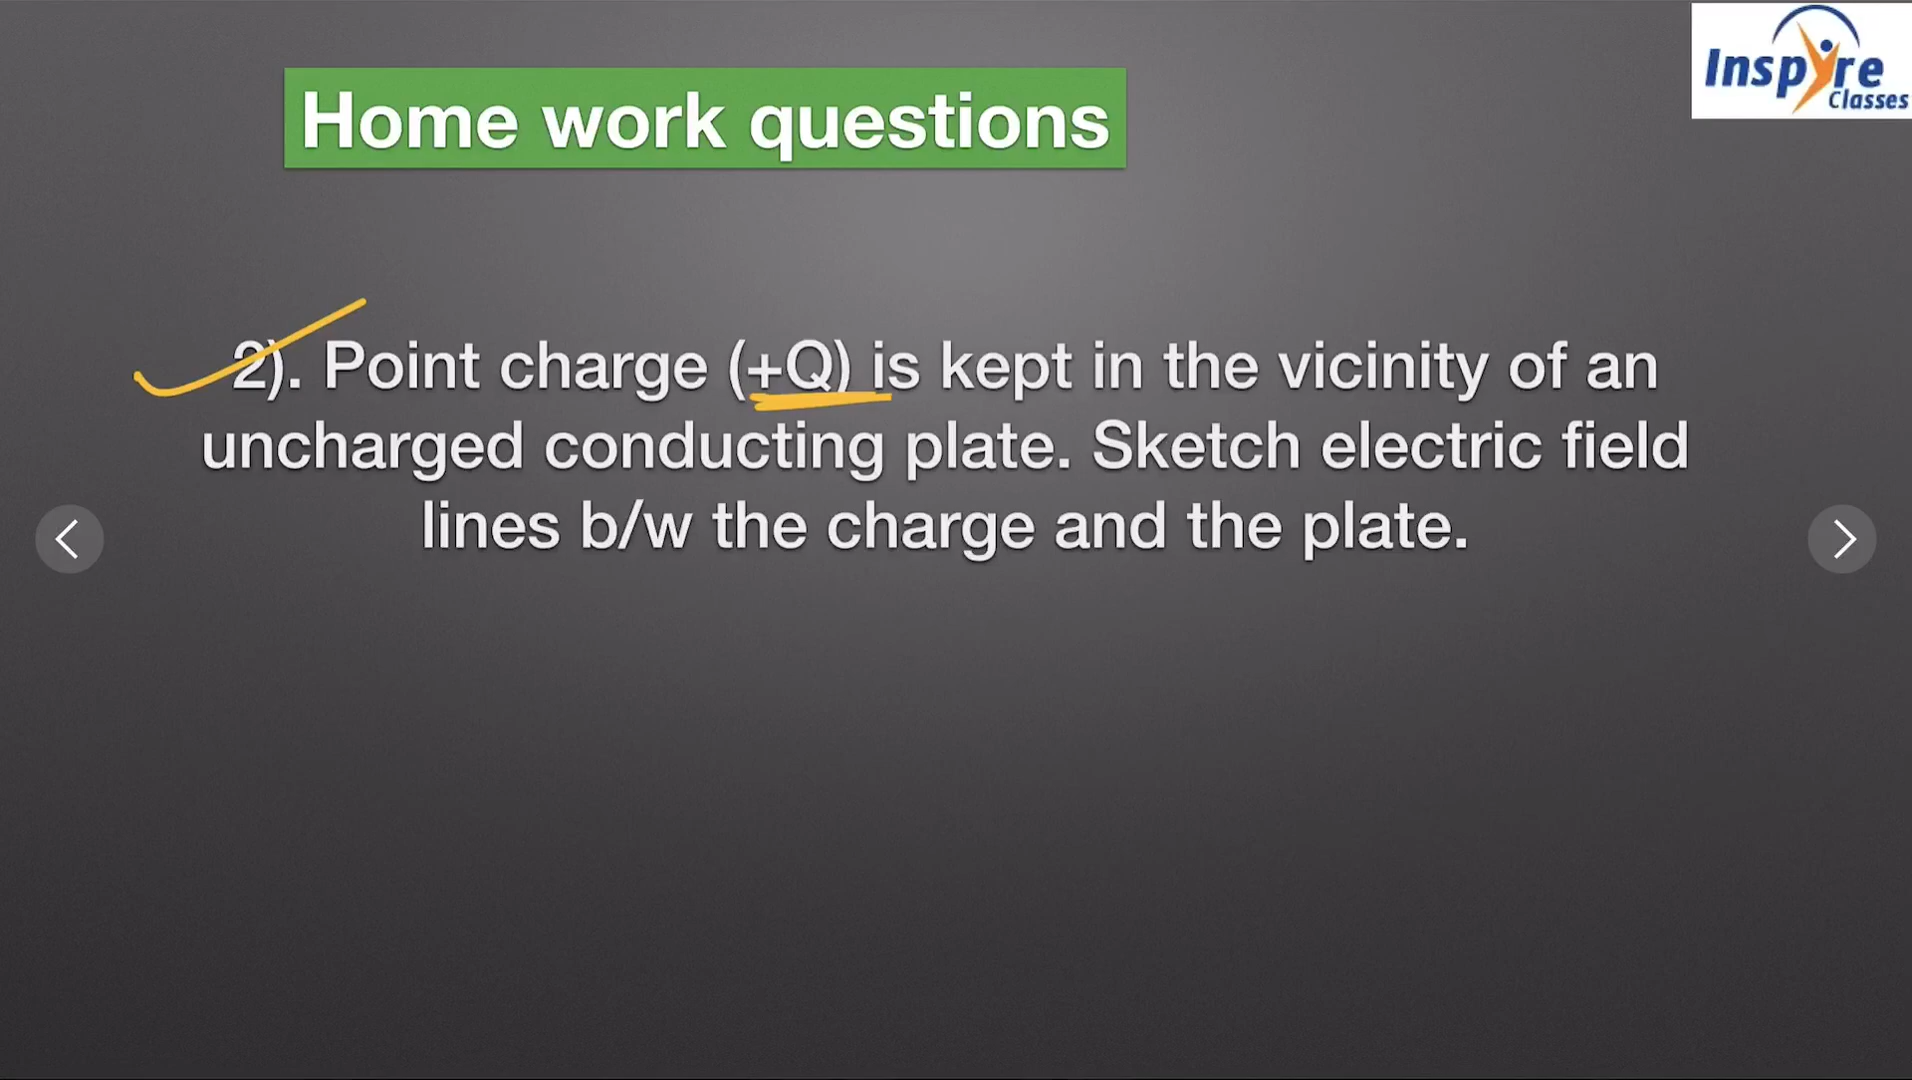 Inspyre
Classes
Home work questions
2). Point charge (+Q) is kept in the vicinity of an
uncharged conducting plate. Sketch electric field
lines b/w the charge and the plate.